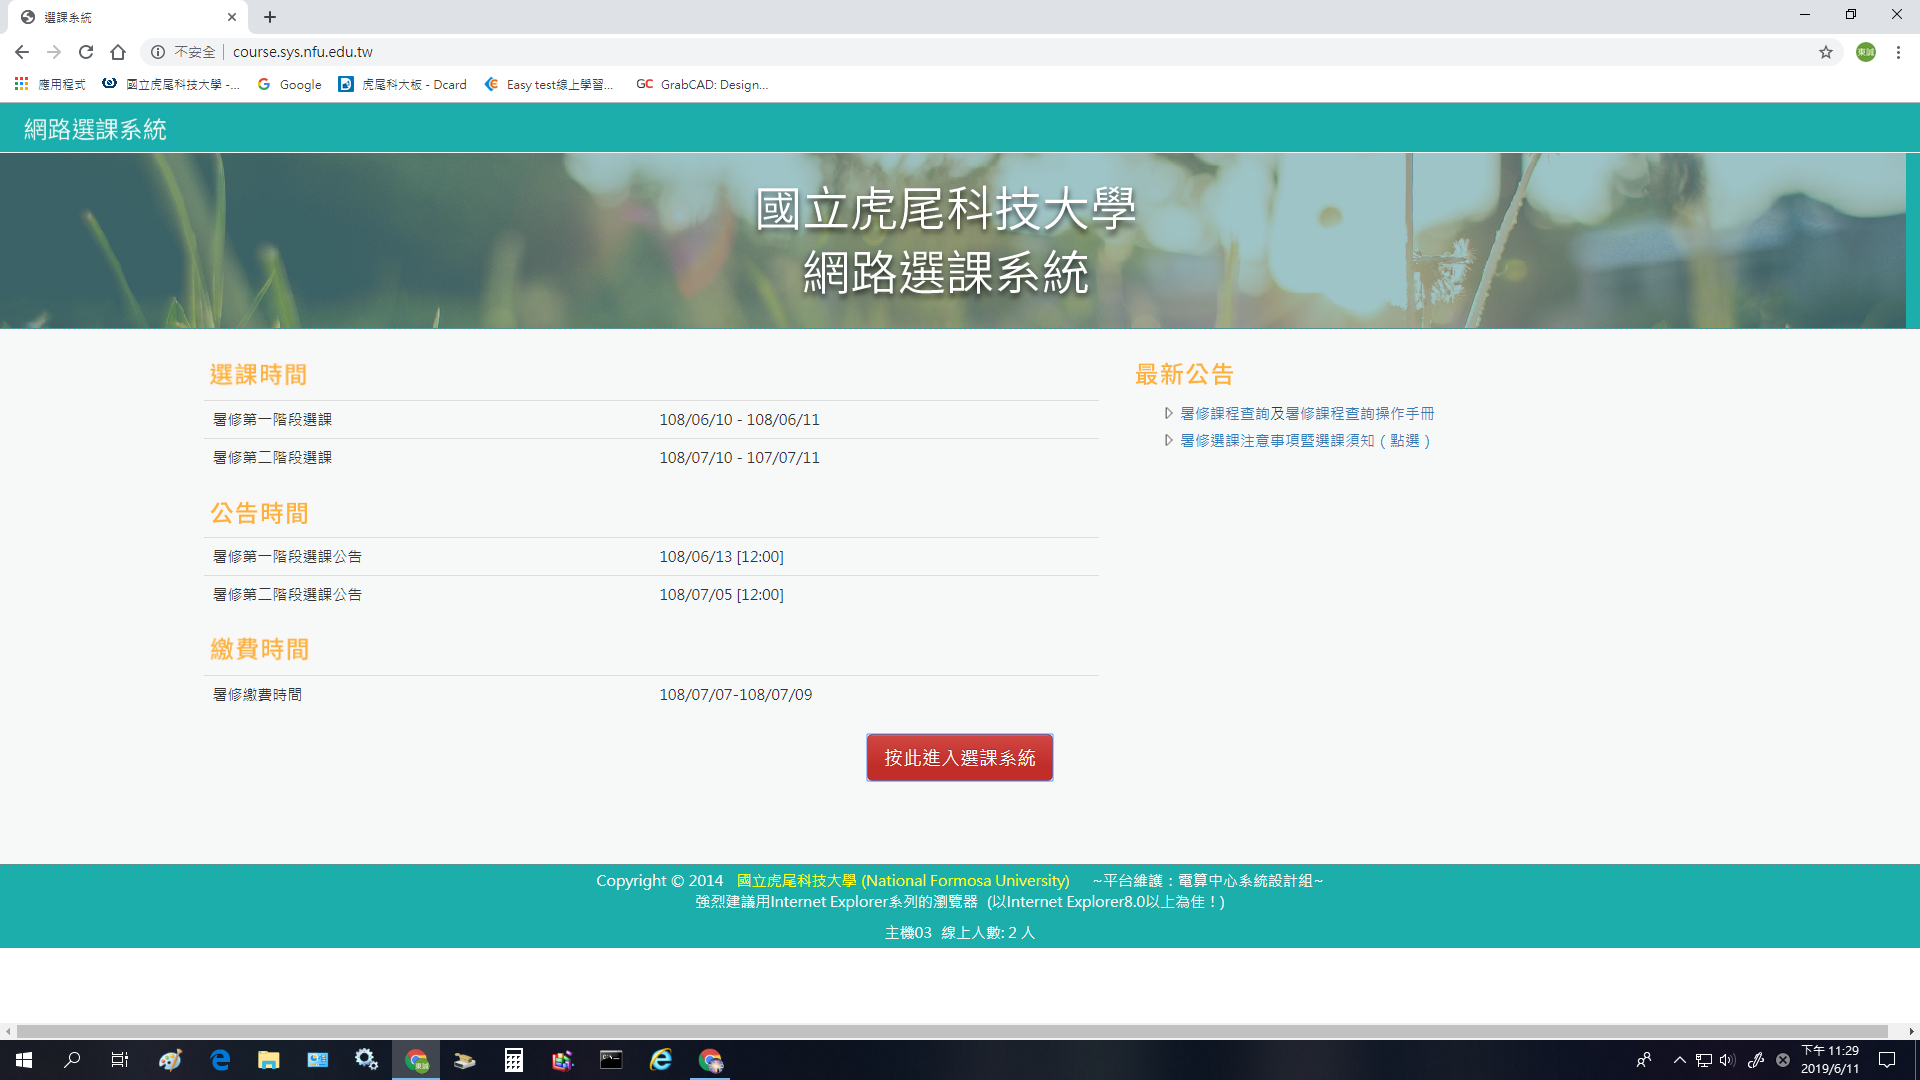 選課系統
不安全
course.sys.nfu.edu.tw
東誠
應用程式
國立虎尾科技大學 -...
Google
虎尾科大板 - Dcard
Easy test線上學習...
GC GrabCAD: Design...
網路選課系統
國立虎尾科技大學
網路選課系統
選課時間
暑修第一階段選課 108/06/10 - 108/06/11
暑修第二階段選課 108/07/10 - 107/07/11
公告時間
暑修第一階段選課公告 108/06/13 [12:00]
暑修第二階段選課公告 108/07/05 [12:00]
繳費時間
暑修繳費時間 108/07/07-108/07/09
按此進入選課系統
最新公告
暑修課程查詢及暑修課程查詢操作手冊
暑修選課注意事項暨選課須知（點選）
Copyright © 2014 國立虎尾科技大學 (National Formosa University) ~平台維護：電算中心系統設計組~
強烈建議用Internet Explorer系列的瀏覽器 (以Internet Explorer8.0以上為佳！)
主機03 線上人數: 2 人
東誠
下午 11:29
2019/6/11